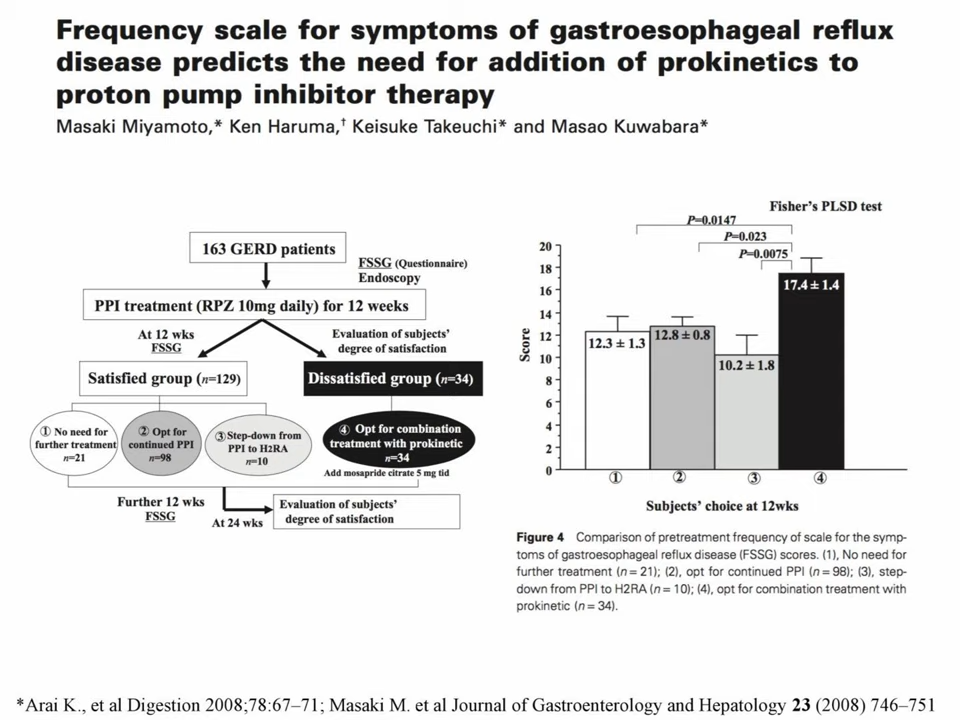 Frequency scale for symptoms of gastroesophageal reflux
disease predicts the need for addition of prokinetics to
proton pump inhibitor therapy
Masaki Miyamoto,* Ken Haruma,† Keisuke Takeuchi* and Masao Kuwabara*
163 GERD patients
FSSG (Questionnaire)
Endoscopy
PPI treatment (RPZ 10mg daily) for 12 weeks
At 12 wks
FSSG
Evaluation of subjects'
degree of satisfaction
Satisfied group (n=129)
Dissatisfied group (n=34)
① No need for
further treatment
n=21
② Opt for
continued PPI
n=98
③ Step-down from
PPI to H2RA
n=10
④ Opt for combination
treatment with prokinetic
n=34
Add mosapride citrate 5 mg tid
Further 12 wks
FSSG
At 24 wks
Evaluation of subjects'
degree of satisfaction
Fisher's PLSD test
P=0.0147
P=0.023
P=0.0075
Score
20
18
16
14
12
10
8
6
4
2
0
12.3 ± 1.3
12.8 ± 0.8
10.2 ± 1.8
17.4 ± 1.4
①
②
③
④
Subjects' choice at 12wks
Figure 4 Comparison of pretreatment frequency of scale for the symp-
toms of gastroesophageal reflux disease (FSSG) scores. (1), No need for
further treatment (n = 21); (2), opt for continued PPI (n = 98); (3), step-
down from PPI to H2RA (n = 10); (4), opt for combination treatment with
prokinetic (n = 34).
*Arai K., et al Digestion 2008;78:67–71; Masaki M. et al Journal of Gastroenterology and Hepatology 23 (2008) 746–751